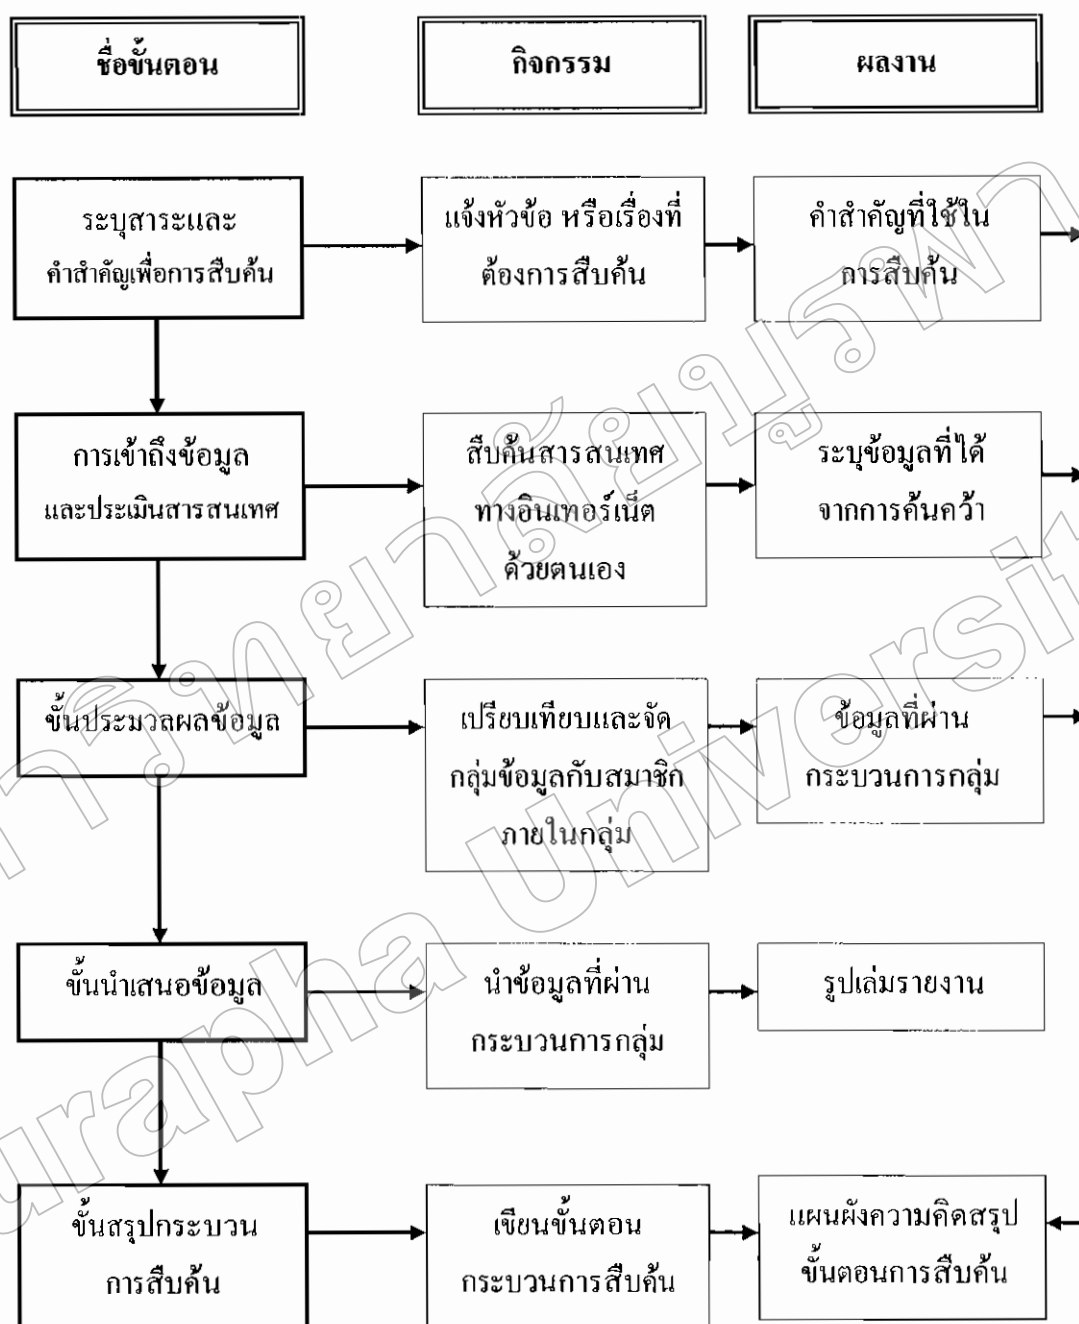 ชื่อขั้นตอน
กิจกรรม
ผลงาน
ระบุสาระและ
คำสำคัญเพื่อการสืบค้น
แจ้งหัวข้อ หรือเรื่องที่
ต้องการสืบค้น
คำสำคัญที่ใช้ใน
การสืบค้น
การเข้าถึงข้อมูล
และประเมินสารสนเทศ
สืบค้นสารสนเทศ
ทางอินเทอร์เน็ต
ด้วยตนเอง
ระบุข้อมูลที่ได้
จากการค้นคว้า
ขั้นประมวลผลข้อมูล
เปรียบเทียบและจัด
กลุ่มข้อมูลกับสมาชิก
ภายในกลุ่ม
ข้อมูลที่ผ่าน
กระบวนการกลุ่ม
ขั้นนำเสนอข้อมูล
นำข้อมูลที่ผ่าน
กระบวนการกลุ่ม
รูปเล่มรายงาน
ขั้นสรุปกระบวน
การสืบค้น
เขียนขั้นตอน
กระบวนการสืบค้น
แผนผังความคิดสรุป
ขั้นตอนการสืบค้น